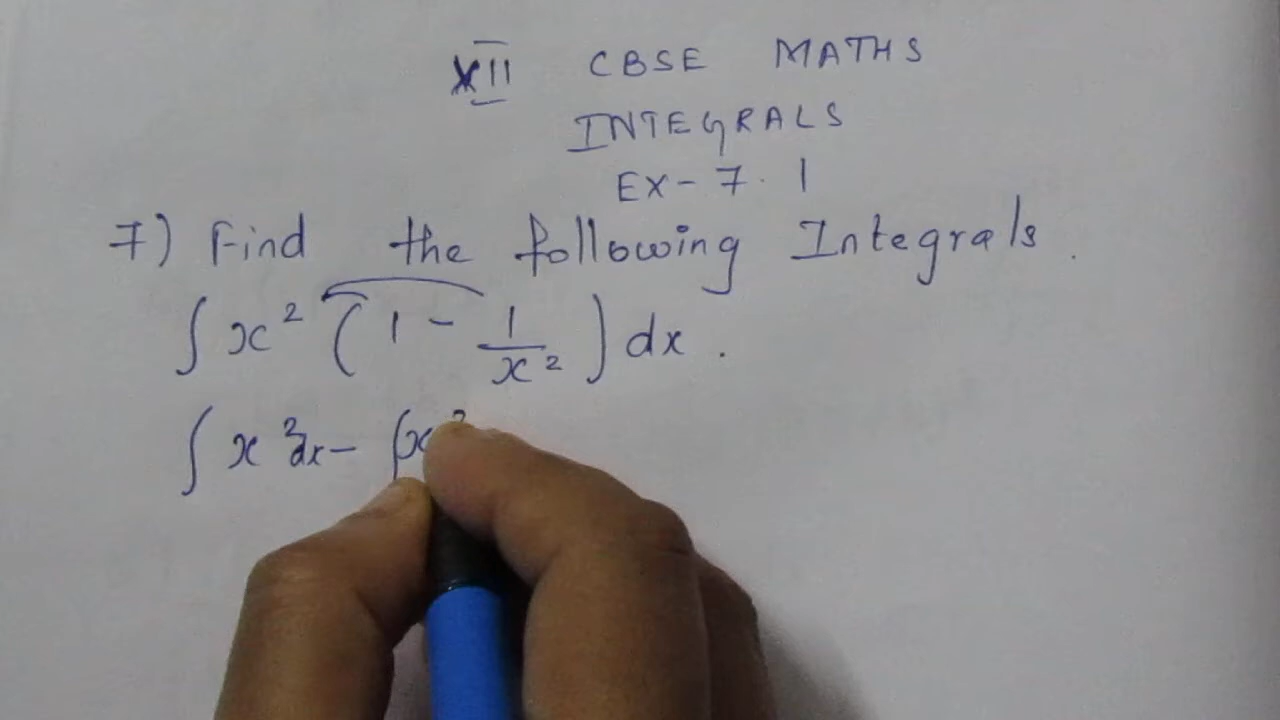 XII CBSE MATHS
INTEGRALS
EX-7.1
7) Find the following Integrals.
∫ x² (1 - 1/x²) dx.
∫ x² dx - ∫x²